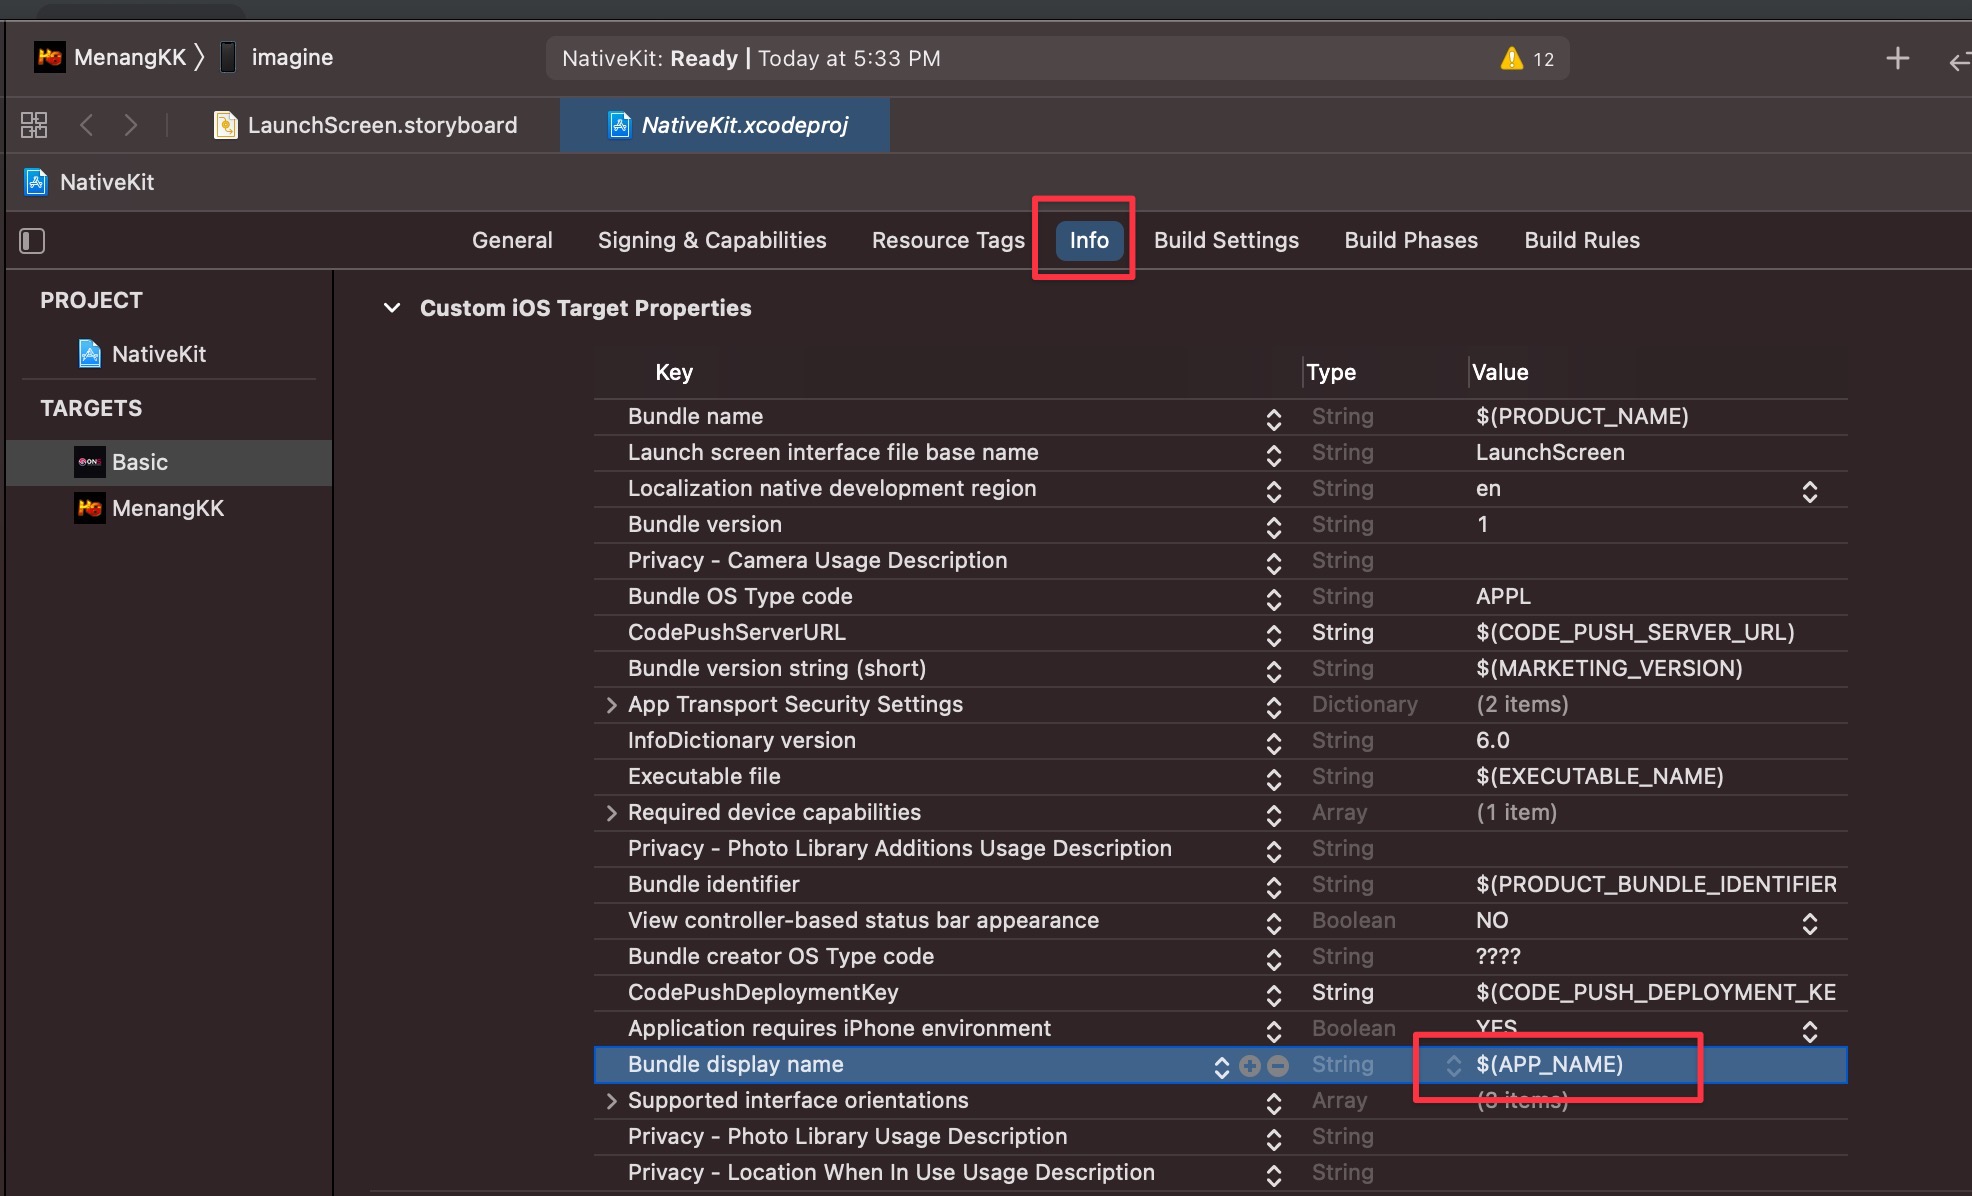 MenangKK 〉 imagine
NativeKit: Ready | Today at 5:33 PM
12
LaunchScreen.storyboard
NativeKit.xcodeproj
NativeKit
General Signing & Capabilities Resource Tags Info Build Settings Build Phases Build Rules
PROJECT
NativeKit
TARGETS
Basic
MenangKK
Custom iOS Target Properties
Key Type Value
Bundle name String $(PRODUCT_NAME)
Launch screen interface file base name String LaunchScreen
Localization native development region String en
Bundle version String 1
Privacy - Camera Usage Description String
Bundle OS Type code String APPL
CodePushServerURL String $(CODE_PUSH_SERVER_URL)
Bundle version string (short) String $(MARKETING_VERSION)
App Transport Security Settings Dictionary (2 items)
InfoDictionary version String 6.0
Executable file String $(EXECUTABLE_NAME)
Required device capabilities Array (1 item)
Privacy - Photo Library Additions Usage Description String
Bundle identifier String $(PRODUCT_BUNDLE_IDENTIFIER
View controller-based status bar appearance Boolean NO
Bundle creator OS Type code String ????
CodePushDeploymentKey String $(CODE_PUSH_DEPLOYMENT_KE
Application requires iPhone environment Boolean YES
Bundle display name String $(APP_NAME)
Supported interface orientations Array (3 items)
Privacy - Photo Library Usage Description String
Privacy - Location When In Use Usage Description String